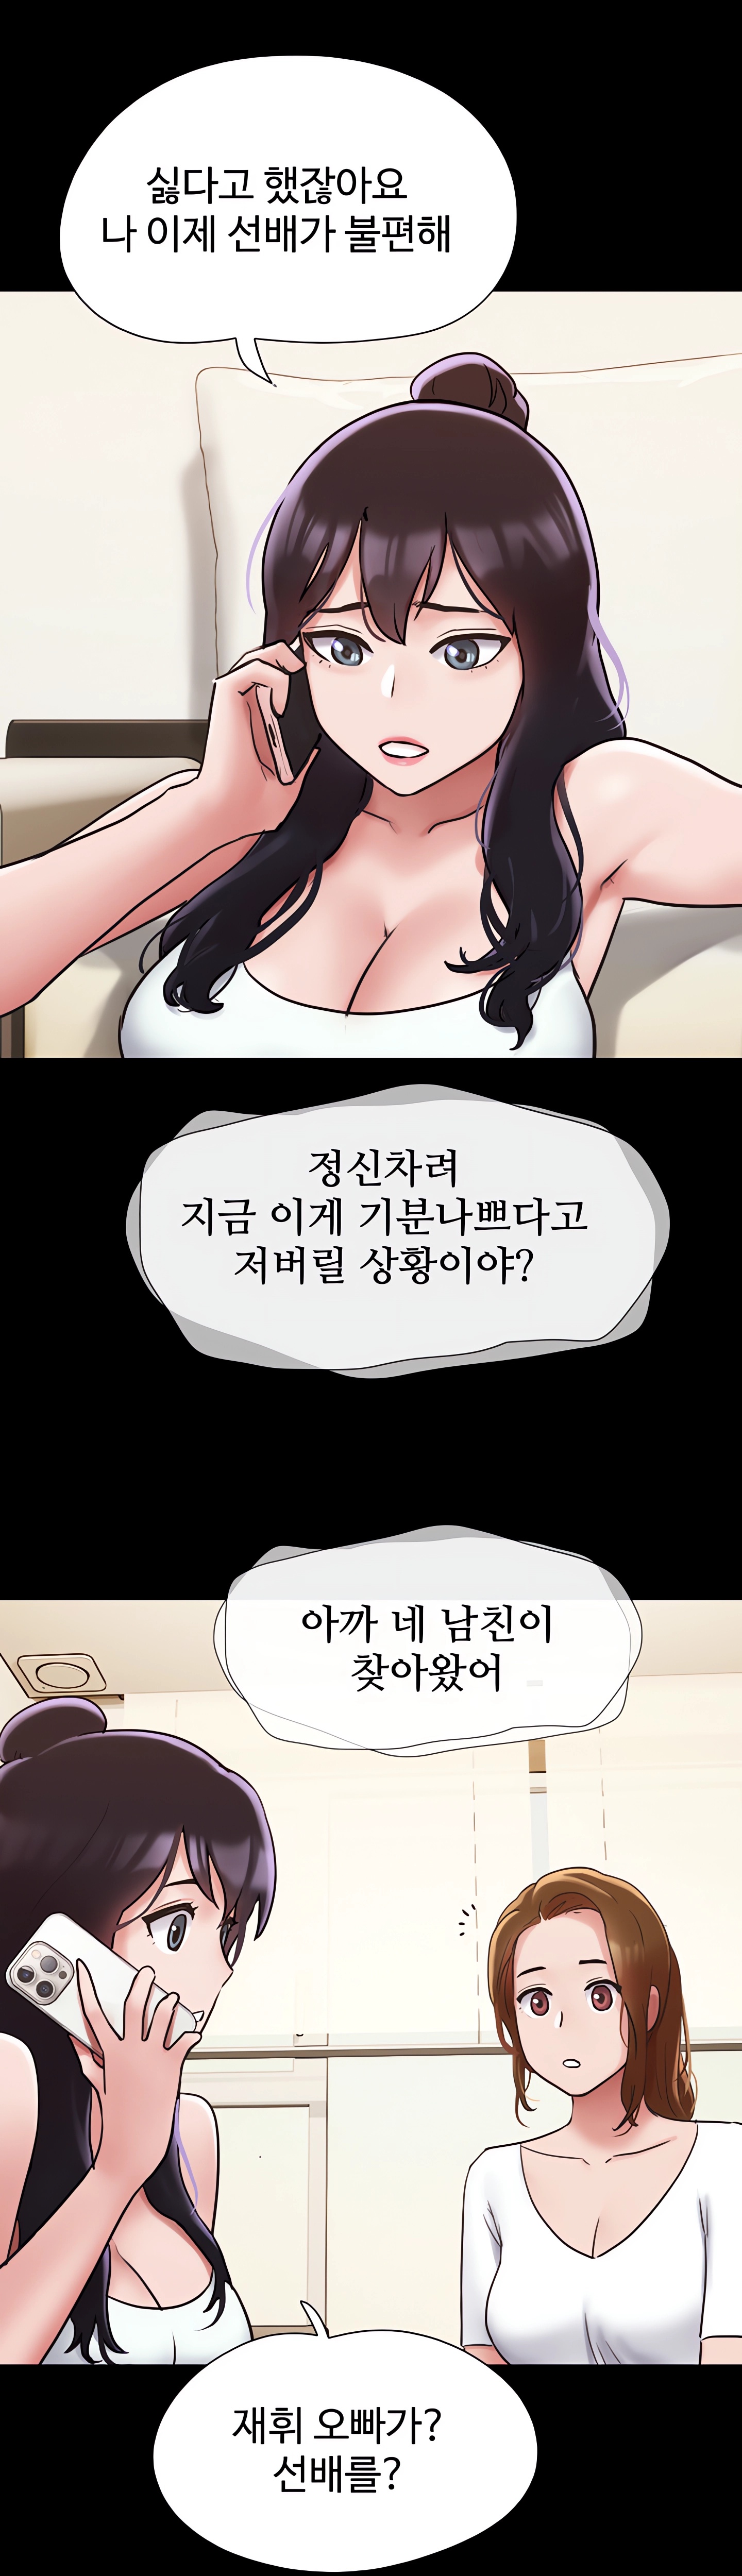 싫다고 했잖아요
나 이제 선배가 불편해
정신차려
지금 이게 기분나쁘다고
저버릴 상황이야?
아까 네 남친이
찾아왔어
재휘 오빠가?
선배를?